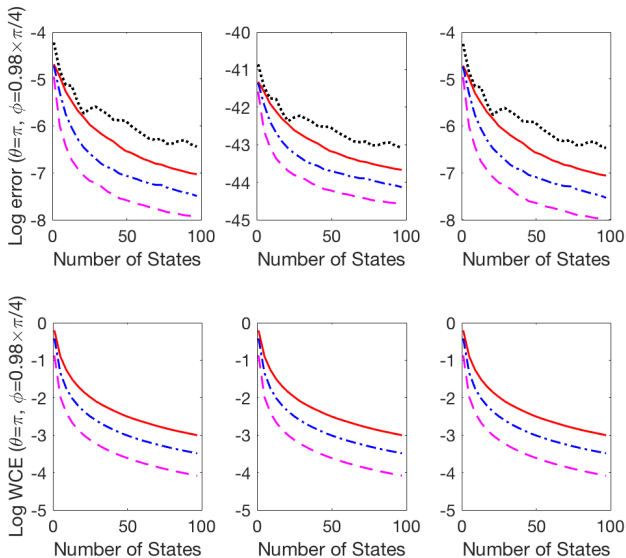 Log error (θ=π, φ=0.98×π/4)
-4
-5
-6
-7
-8
0 50 100
Number of States
-40
-41
-42
-43
-44
-45
0 50 100
Number of States
-4
-5
-6
-7
-8
0 50 100
Number of States
Log WCE (θ=π, φ=0.98×π/4)
0
-1
-2
-3
-4
-5
0 50 100
Number of States
0
-1
-2
-3
-4
-5
0 50 100
Number of States
0
-1
-2
-3
-4
-5
0 50 100
Number of States